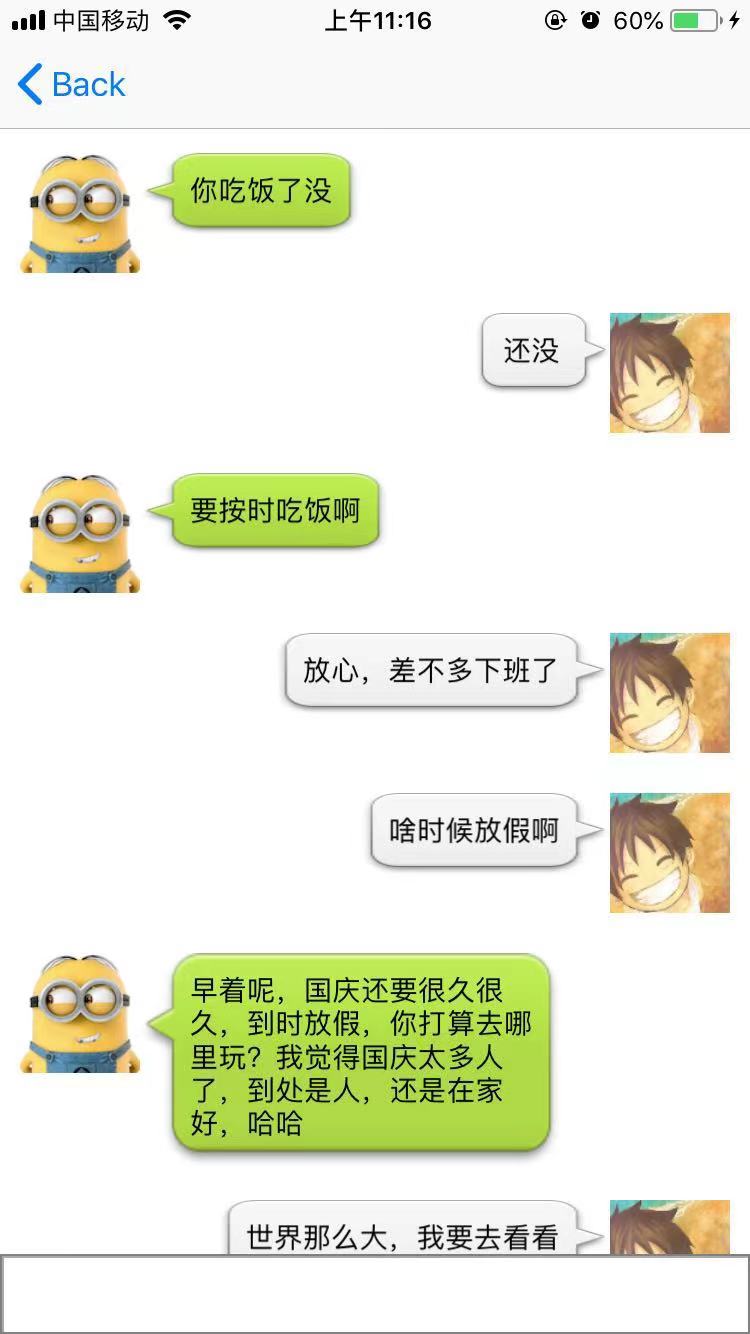 中国移动 上午11:16 60%
Back
你吃饭了没
还没
要按时吃饭啊
放心，差不多下班了
啥时候放假啊
早着呢，国庆还要很久很
久，到时放假，你打算去哪
里玩？我觉得国庆太多人
了，到处是人，还是在家
好，哈哈
世界那么大，我要去看看